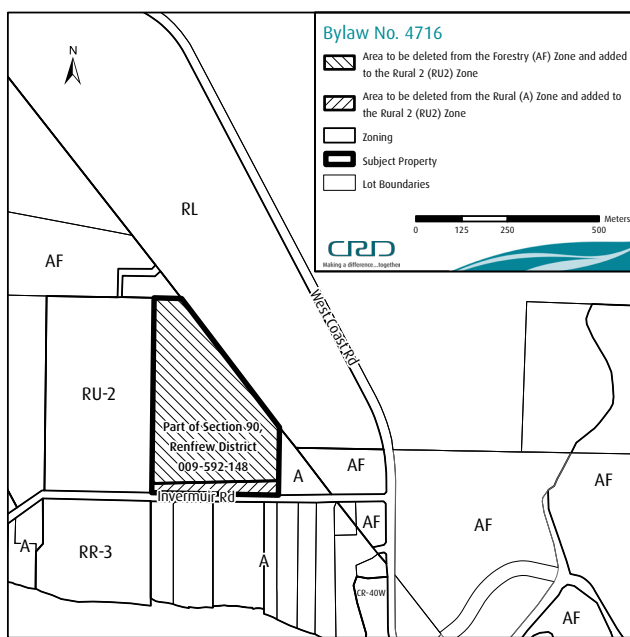 Bylaw No. 4716
Area to be deleted from the Forestry (AF) Zone and added
to the Rural 2 (RU2) Zone
Area to be deleted from the Rural (A) Zone and added to
the Rural 2 (RU2) Zone
Zoning
Subject Property
Lot Boundaries
Meters
0 125 250 500
CRD
Making a difference...together
N
RL
AF
West Coast Rd
RU-2
Part of Section 90,
Renfrew District
009-592-148
A
AF
AF
Invermuir Rd
AF
AF
A
RR-3
A
CR-40W
AF